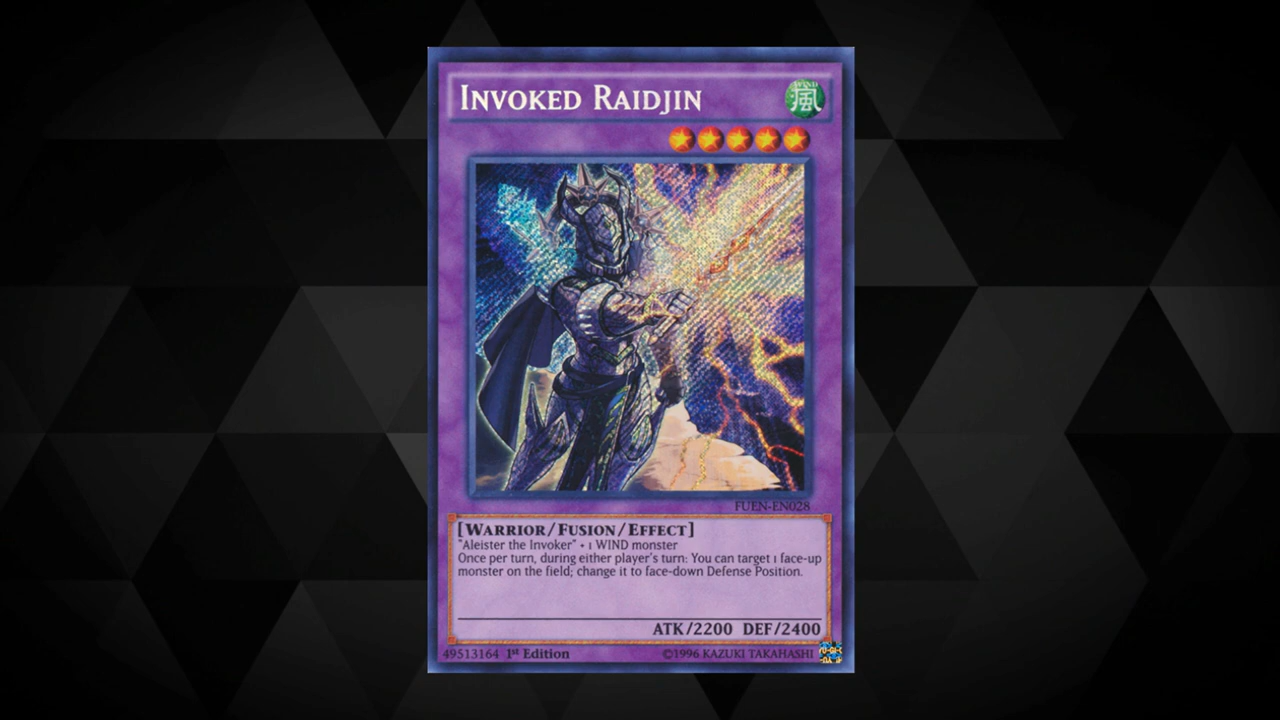 INVOKED RAIDJIN
WIND
風
FUEN-EN028
[WARRIOR/FUSION/EFFECT]
"Aleister the Invoker" + 1 WIND monster
Once per turn, during either player's turn: You can target 1 face-up
monster on the field; change it to face-down Defense Position.
ATK/2200 DEF/2400
49513164 1st Edition ©1996 KAZUKI TAKAHASHI